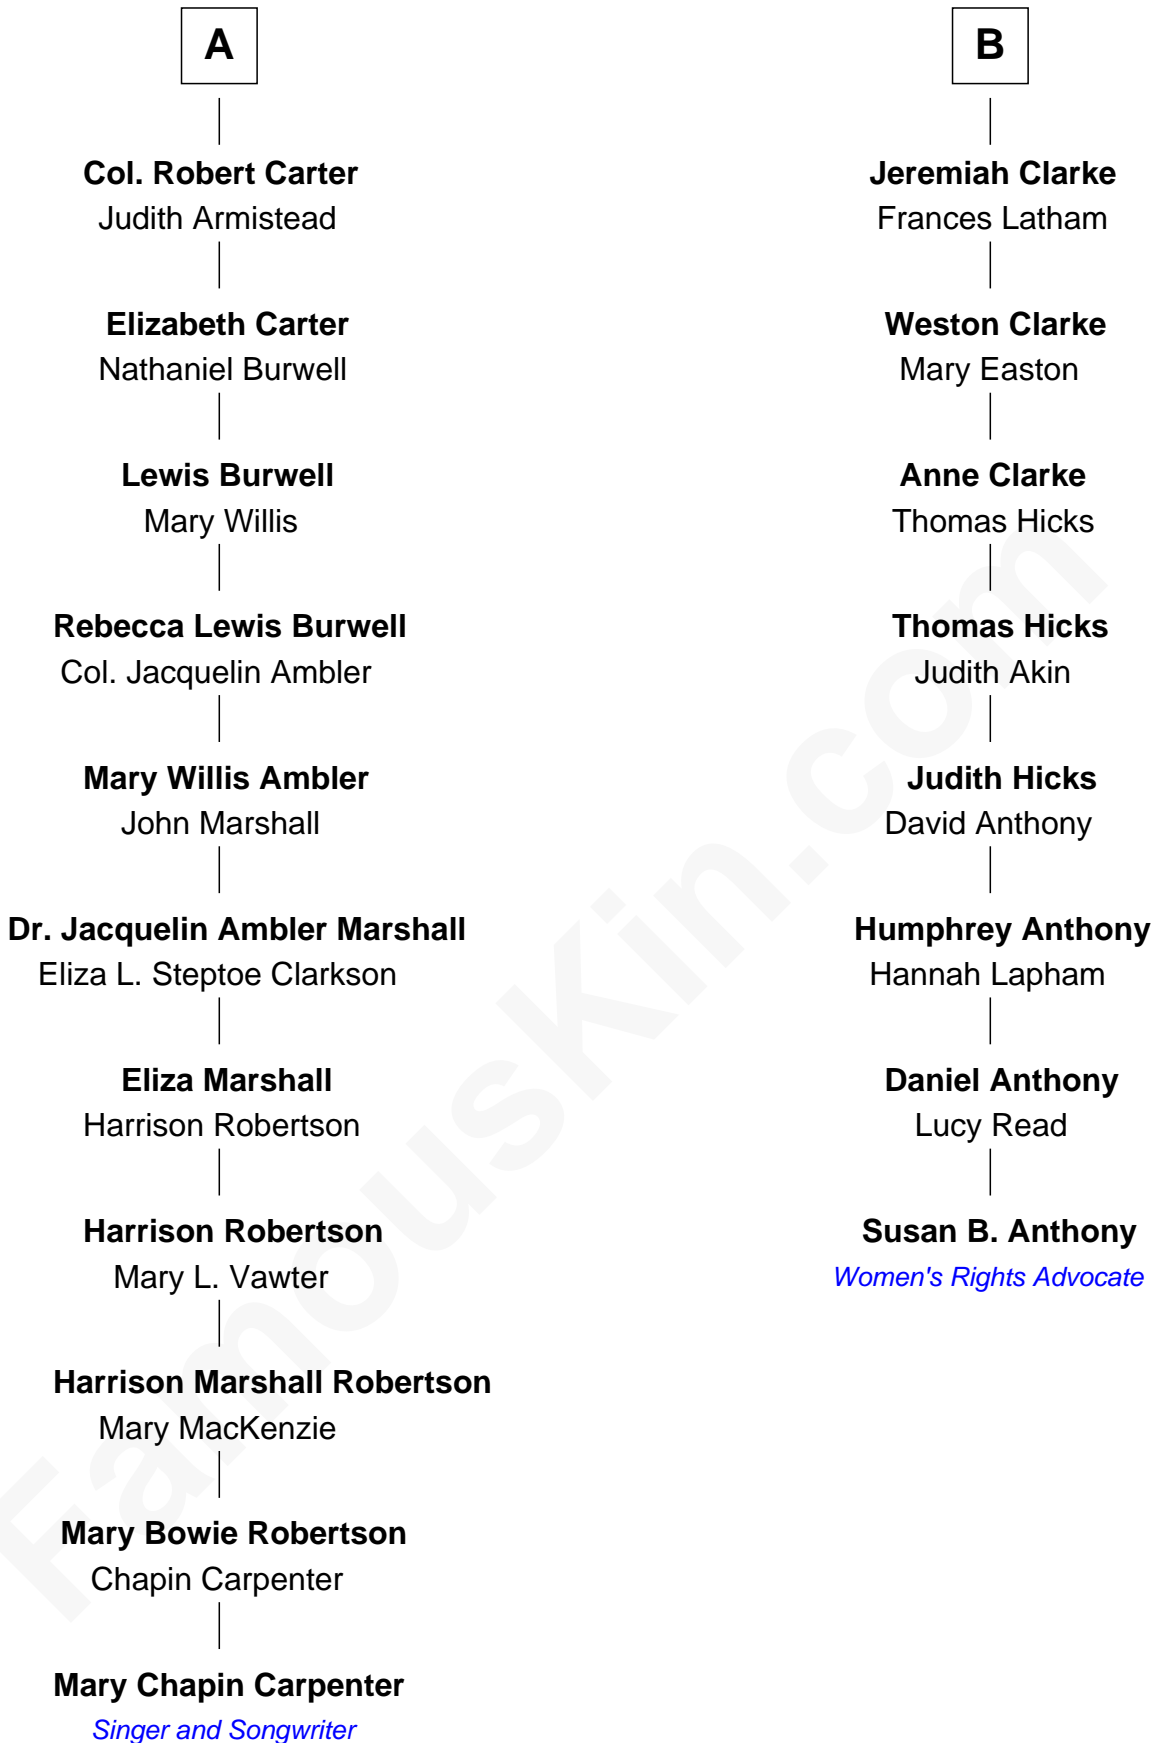 A
Col. Robert Carter
Judith Armistead
Elizabeth Carter
Nathaniel Burwell
Lewis Burwell
Mary Willis
Rebecca Lewis Burwell
Col. Jacquelin Ambler
Mary Willis Ambler
John Marshall
Dr. Jacquelin Ambler Marshall
Eliza L. Steptoe Clarkson
Eliza Marshall
Harrison Robertson
Harrison Robertson
Mary L. Vawter
Harrison Marshall Robertson
Mary MacKenzie
Mary Bowie Robertson
Chapin Carpenter
Mary Chapin Carpenter
Singer and Songwriter
B
Jeremiah Clarke
Frances Latham
Weston Clarke
Mary Easton
Anne Clarke
Thomas Hicks
Thomas Hicks
Judith Akin
Judith Hicks
David Anthony
Humphrey Anthony
Hannah Lapham
Daniel Anthony
Lucy Read
Susan B. Anthony
Women's Rights Advocate
FamousKin.com